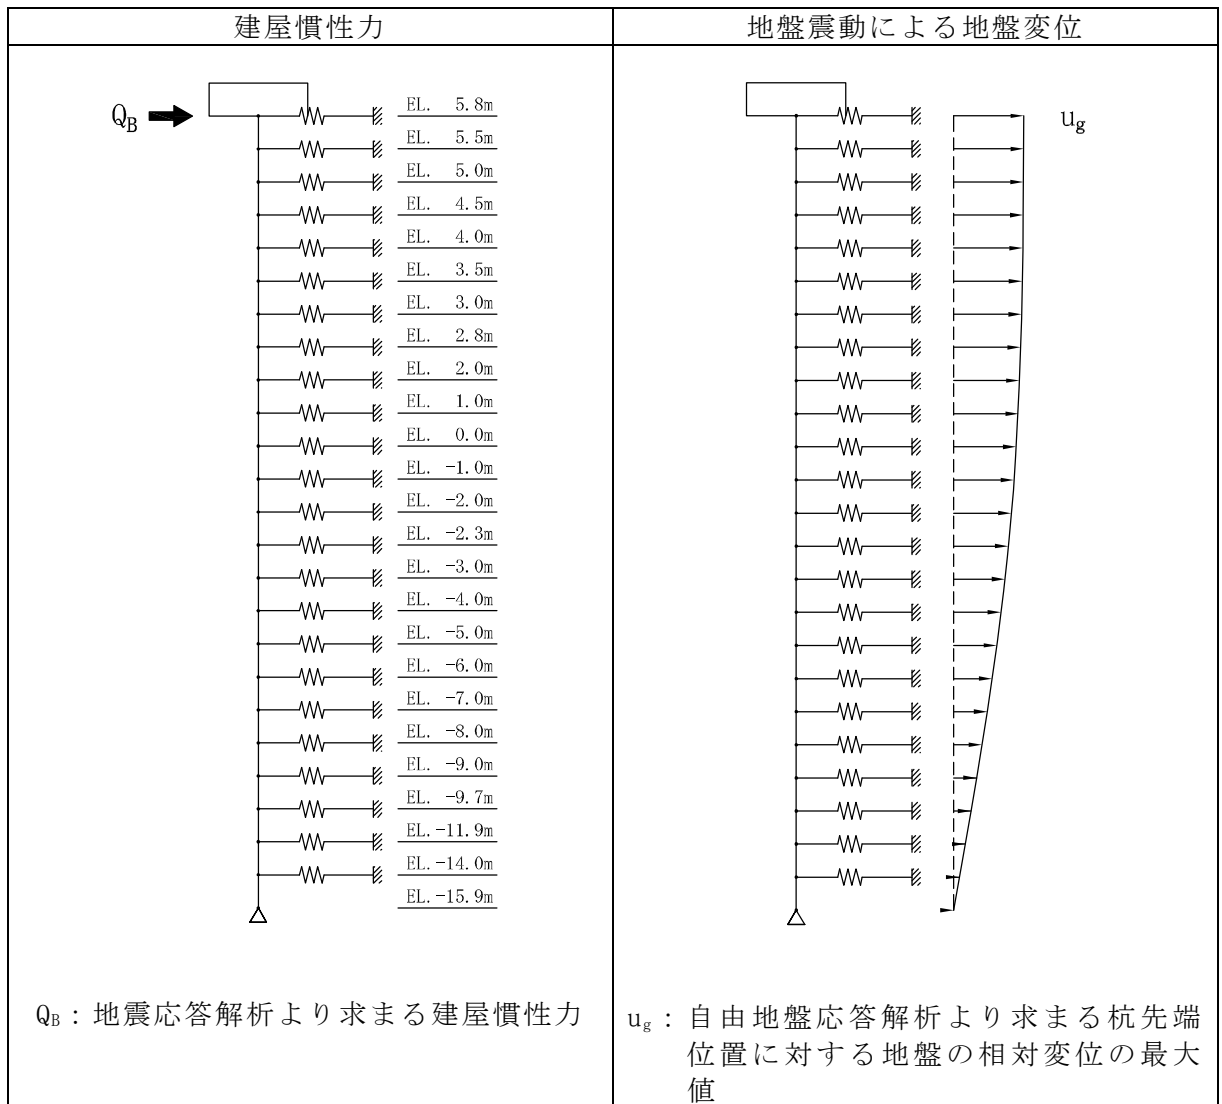 建屋慣性力
地盤震動による地盤変位
Q_B
EL. 5.8m
EL. 5.5m
EL. 5.0m
EL. 4.5m
EL. 4.0m
EL. 3.5m
EL. 3.0m
EL. 2.8m
EL. 2.0m
EL. 1.0m
EL. 0.0m
EL. -1.0m
EL. -2.0m
EL. -2.3m
EL. -3.0m
EL. -4.0m
EL. -5.0m
EL. -6.0m
EL. -7.0m
EL. -8.0m
EL. -9.0m
EL. -9.7m
EL.-11.9m
EL.-14.0m
EL.-15.9m
u_g
Q_B：地震応答解析より求まる建屋慣性力
u_g：自由地盤応答解析より求まる杭先端
位置に対する地盤の相対変位の最大
値